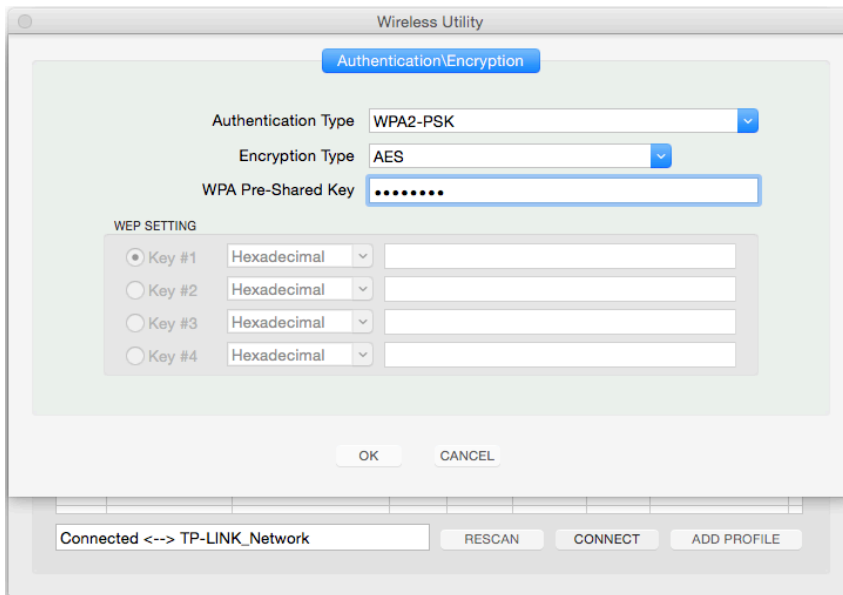 Wireless Utility
Authentication\Encryption
Authentication Type WPA2-PSK
Encryption Type AES
WPA Pre-Shared Key ••••••••
WEP SETTING
Key #1 Hexadecimal
Key #2 Hexadecimal
Key #3 Hexadecimal
Key #4 Hexadecimal
OK CANCEL
Connected <--> TP-LINK_Network RESCAN CONNECT ADD PROFILE